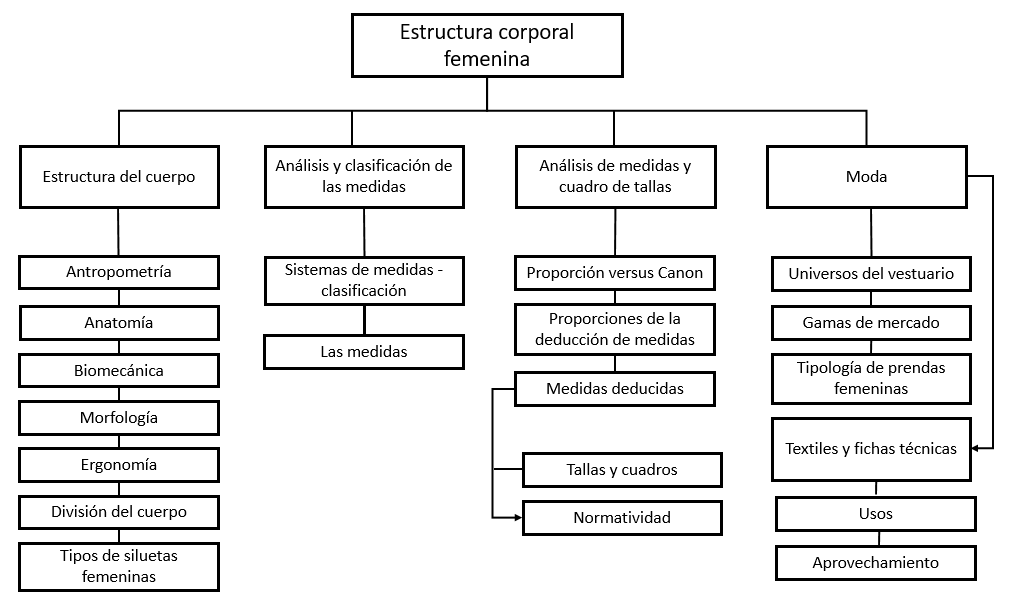 Estructura corporal
femenina
Estructura del cuerpo
Análisis y clasificación de
las medidas
Análisis de medidas y
cuadro de tallas
Moda
Antropometría
Anatomía
Biomecánica
Morfología
Ergonomía
División del cuerpo
Tipos de siluetas
femeninas
Sistemas de medidas -
clasificación
Las medidas
Proporción versus Canon
Proporciones de la
deducción de medidas
Medidas deducidas
Tallas y cuadros
Normatividad
Universos del vestuario
Gamas de mercado
Tipología de prendas
femeninas
Textiles y fichas técnicas
Usos
Aprovechamiento